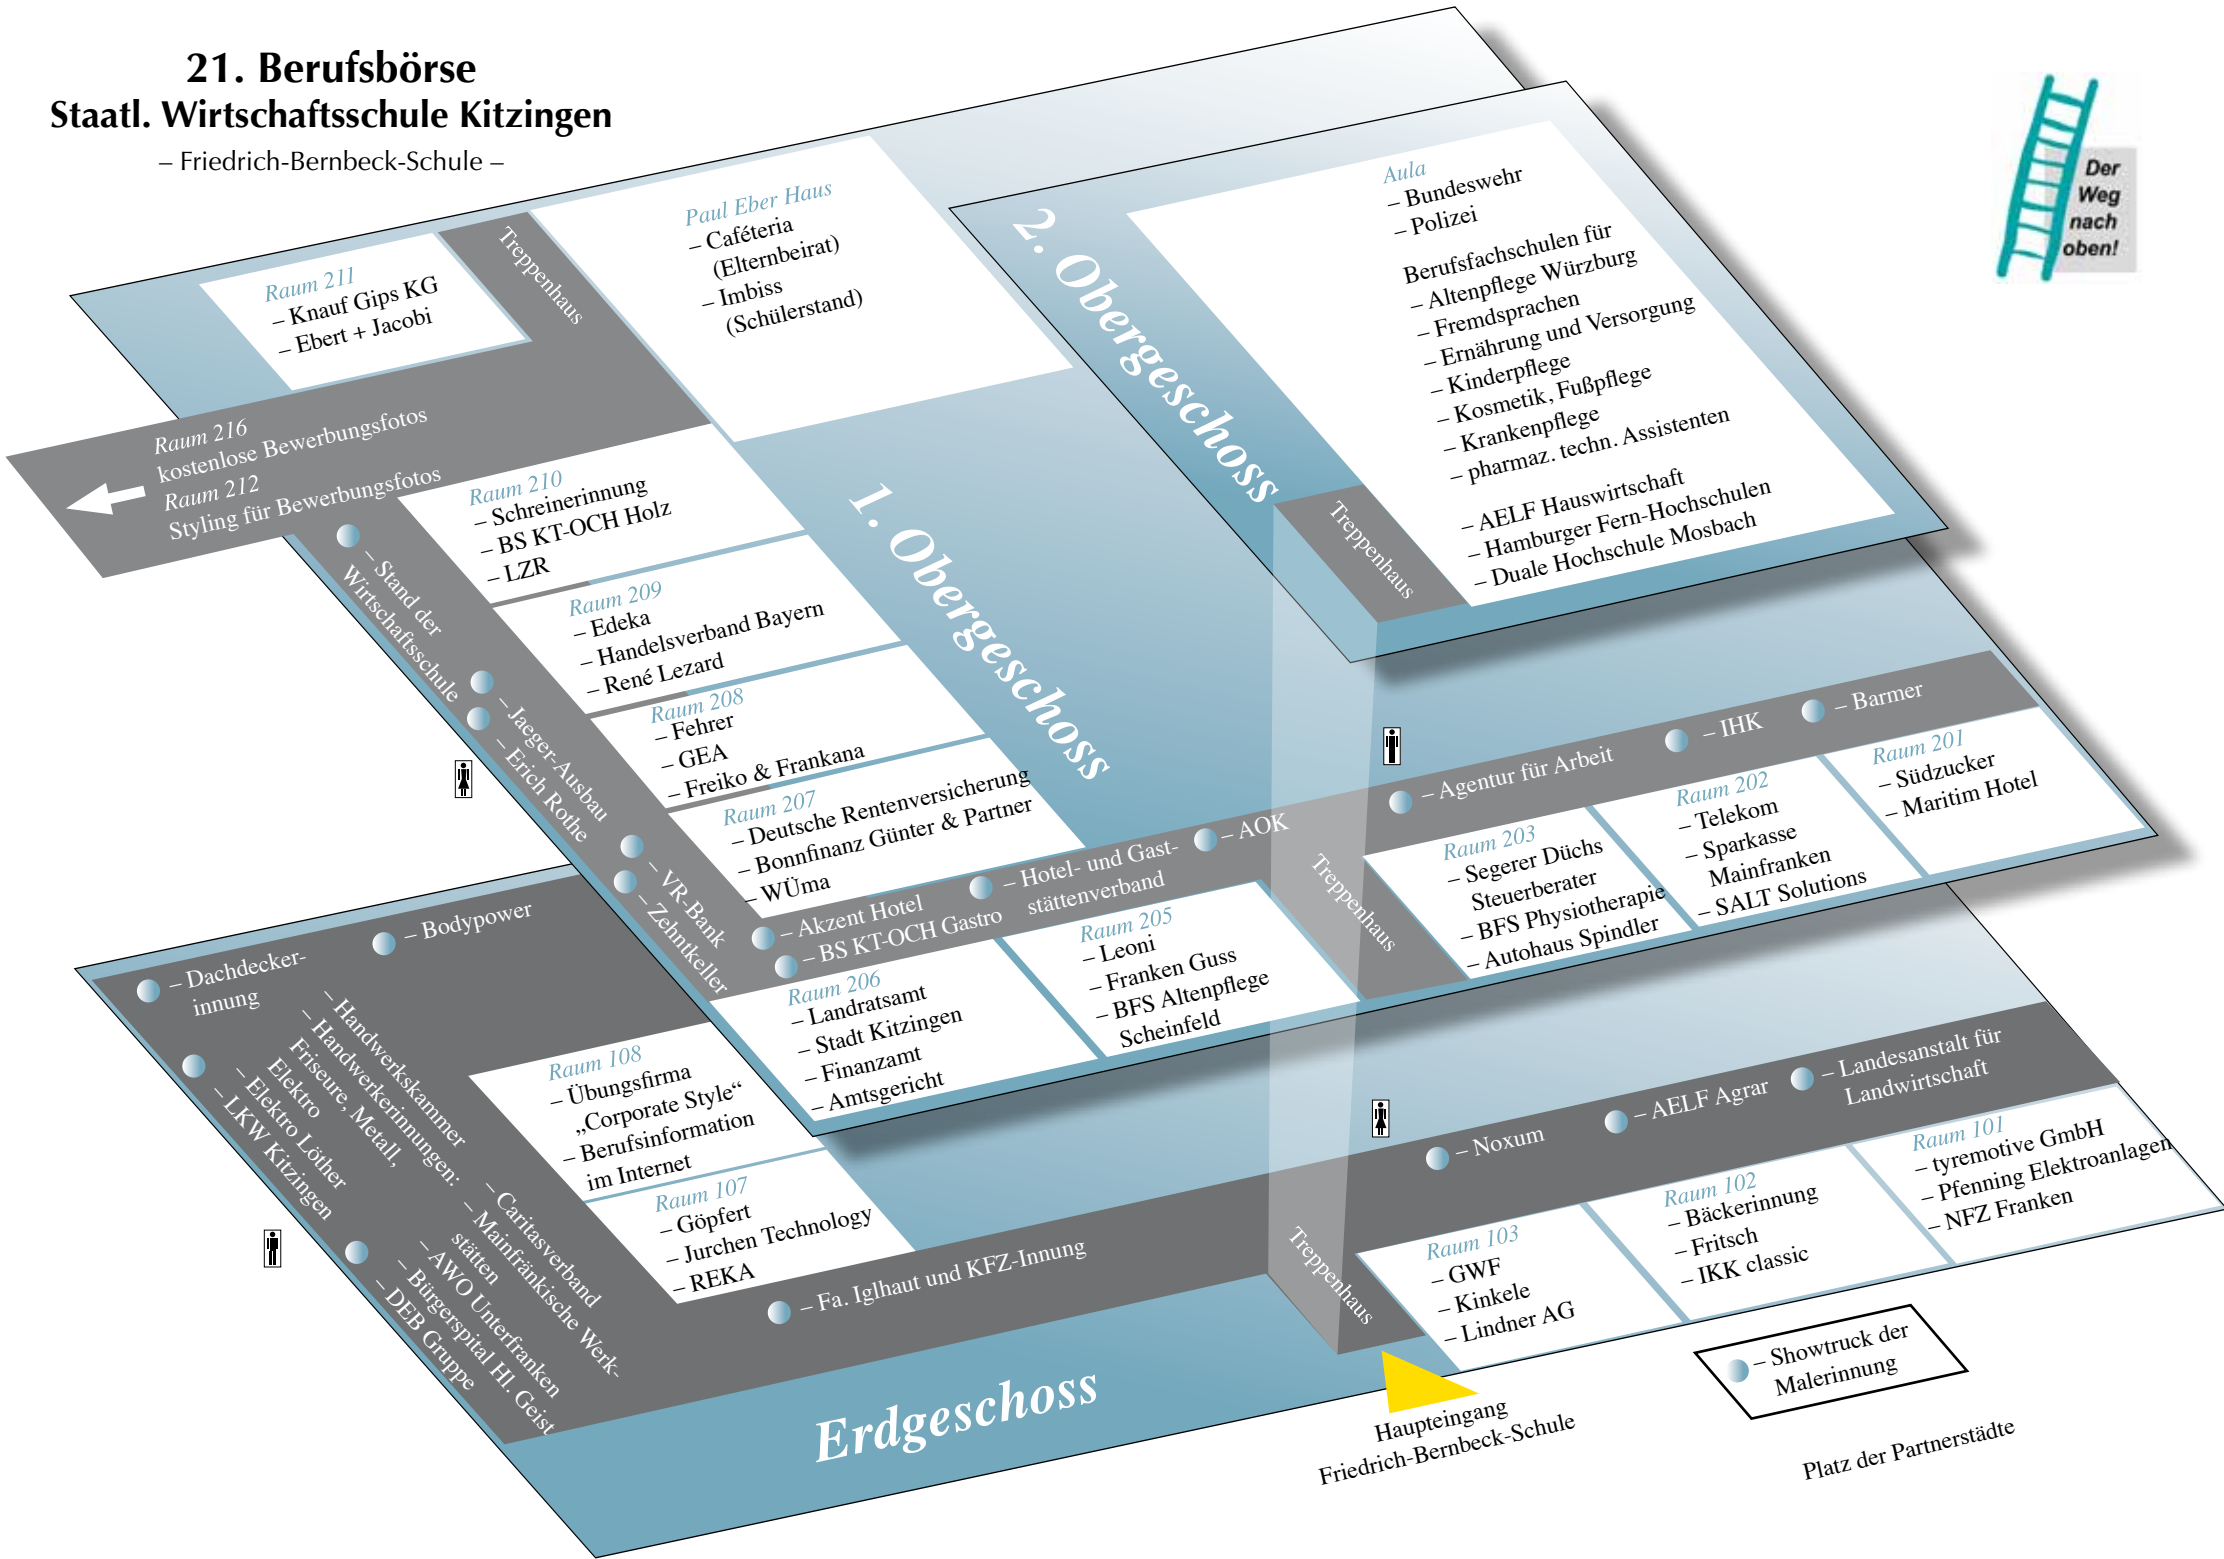 21. Berufsbörse
Staatl. Wirtschaftsschule Kitzingen
– Friedrich-Bernbeck-Schule –
Der
Weg
nach
oben!
2. Obergeschoss
Aula
– Bundeswehr
– Polizei
Berufsfachschulen für
– Altenpflege Würzburg
– Fremdsprachen
– Ernährung und Versorgung
– Kinderpflege
– Kosmetik, Fußpflege
– Krankenpflege
– pharmaz. techn. Assistenten
– AELF Hauswirtschaft
– Hamburger Fern-Hochschulen
– Duale Hochschule Mosbach
Treppenhaus
1. Obergeschoss
Paul Eber Haus
– Caféteria
(Elternbeirat)
– Imbiss
(Schülerstand)
Treppenhaus
Raum 211
– Knauf Gips KG
– Ebert + Jacobi
Raum 216
kostenlose Bewerbungsfotos
Raum 212
Styling für Bewerbungsfotos
Raum 210
– Schreinerinnung
– BS KT-OCH Holz
– LZR
Raum 209
– Edeka
– Handelsverband Bayern
– René Lezard
Raum 208
– Fehrer
– GEA
– Freiko & Frankana
Raum 207
– Deutsche Rentenversicherung
– Bonnfinanz Günter & Partner
– WÜma
– Stand der
Wirtschaftsschule
– Jaeger-Ausbau
– Erich Rothe
– VR-Bank
– Zehntkeller
– Akzent Hotel
– BS KT-OCH Gastro
– Hotel- und Gast-
stättenverband
– AOK
– Agentur für Arbeit
– IHK
– Barmer
Raum 206
– Landratsamt
– Stadt Kitzingen
– Finanzamt
– Amtsgericht
Raum 205
– Leoni
– Franken Guss
– BFS Altenpflege
Scheinfeld
Treppenhaus
Raum 203
– Segerer Düchs
Steuerberater
– BFS Physiotherapie
– Autohaus Spindler
Raum 202
– Telekom
– Sparkasse
Mainfranken
– SALT Solutions
Raum 201
– Südzucker
– Maritim Hotel
Erdgeschoss
– Dachdecker-
innung
– Bodypower
– Handwerkskammer
– Handwerkerinnungen:
Friseure, Metall,
Elektro
– Elektro Löther
– LKW Kitzingen
– Caritasverband
– Mainfränkische Werk-
stätten
– AWO Unterfranken
– Bürgerspital Hl. Geist
– DEB Gruppe
Raum 108
– Übungsfirma
„Corporate Style“
– Berufsinformation
im Internet
Raum 107
– Göpfert
– Jurchen Technology
– REKA
– Fa. Iglhaut und KFZ-Innung
– Noxum
– AELF Agrar
– Landesanstalt für
Landwirtschaft
Treppenhaus
Raum 103
– GWF
– Kinkele
– Lindner AG
Raum 102
– Bäckerinnung
– Fritsch
– IKK classic
Raum 101
– tyremotive GmbH
– Pfenning Elektroanlagen
– NFZ Franken
Haupteingang
Friedrich-Bernbeck-Schule
– Showtruck der
Malerinnung
Platz der Partnerstädte